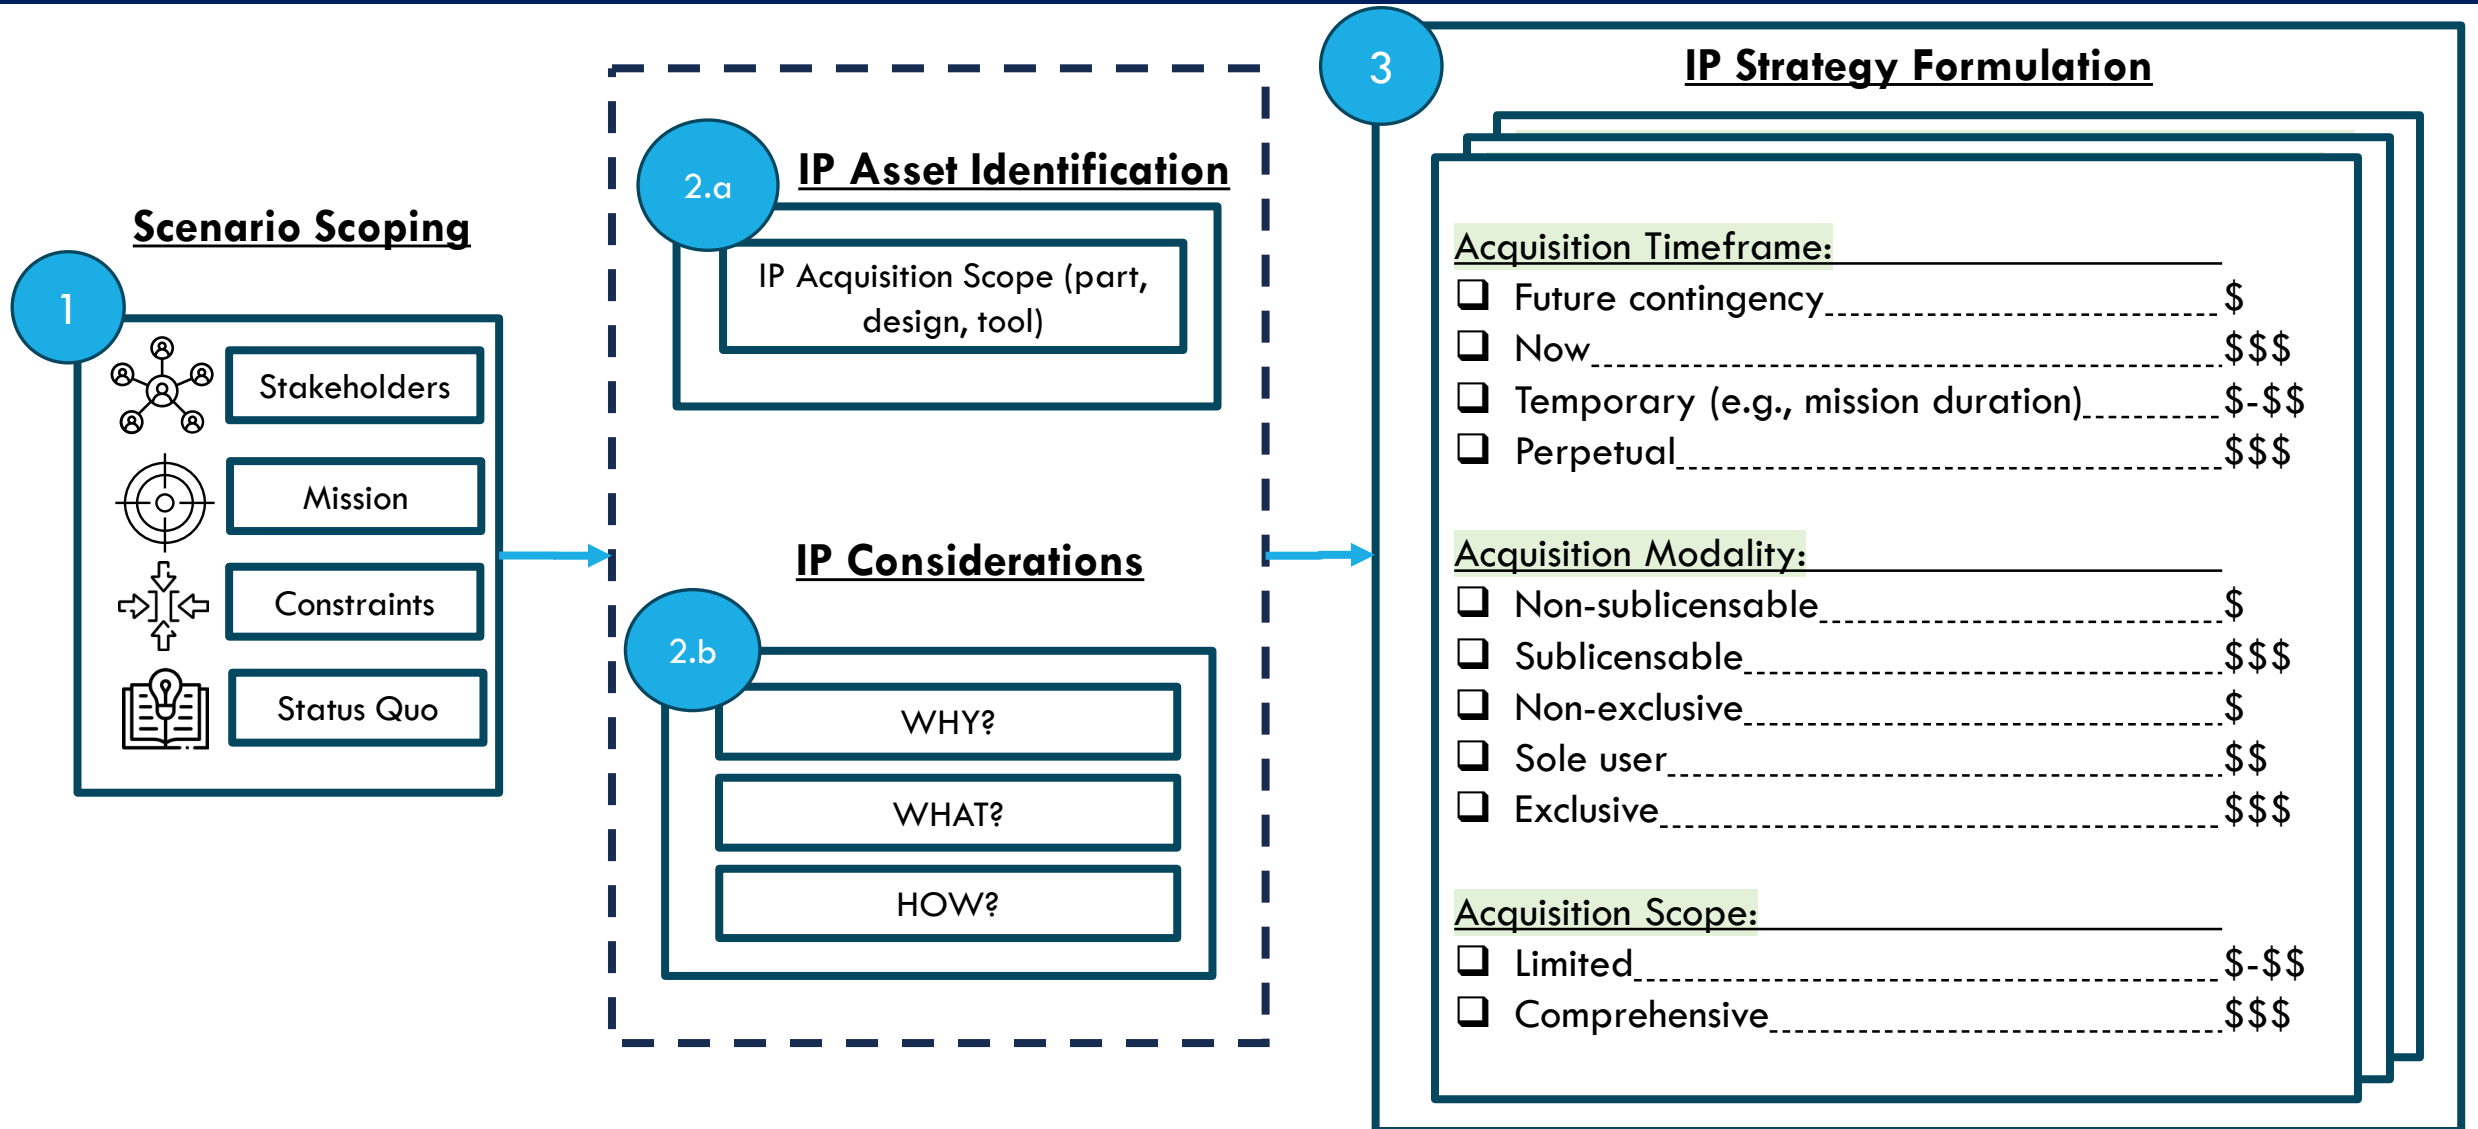 Scenario Scoping
1
Stakeholders
Mission
Constraints
Status Quo
2.a
IP Asset Identification
IP Acquisition Scope (part,
design, tool)
IP Considerations
2.b
WHY?
WHAT?
HOW?
3
IP Strategy Formulation
Acquisition Timeframe:
Future contingency $
Now $$$
Temporary (e.g., mission duration) $-$$
Perpetual $$$
Acquisition Modality:
Non-sublicensable $
Sublicensable $$$
Non-exclusive $
Sole user $$
Exclusive $$$
Acquisition Scope:
Limited $-$$
Comprehensive $$$